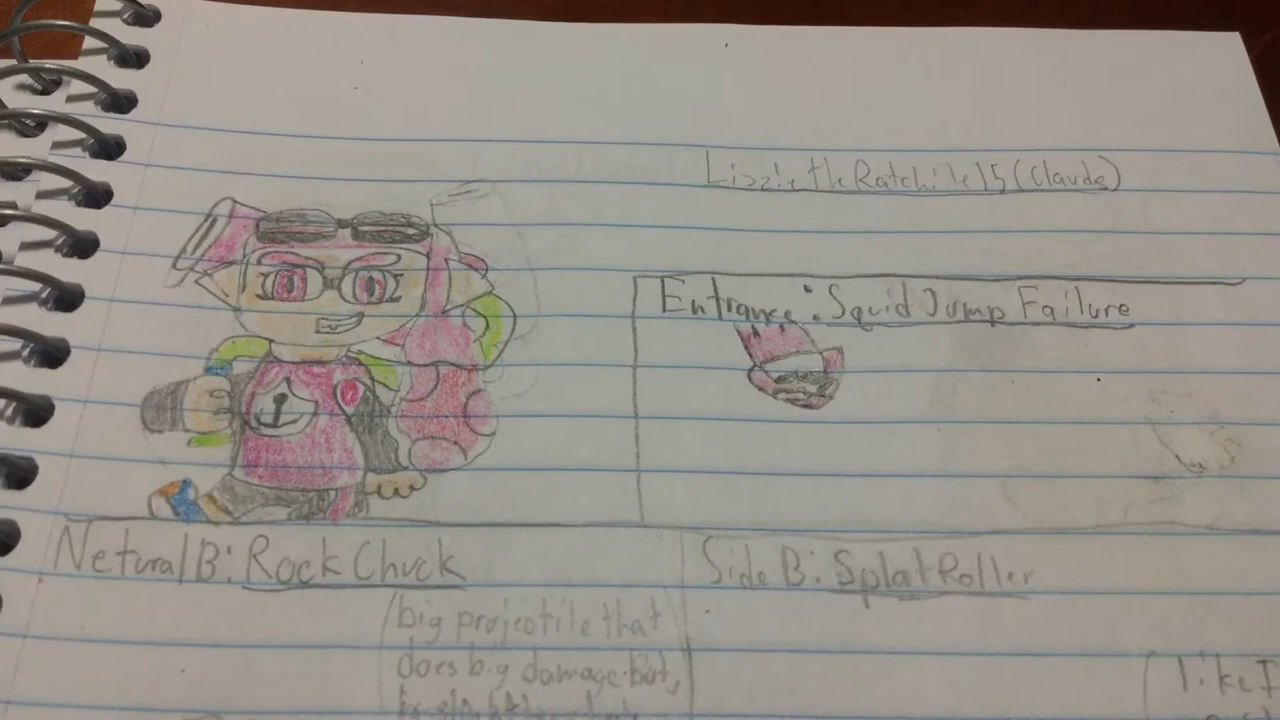 Lizzie the Ratchile15 (Claude)
Entrance: Squid Jump Failure
Netural B: Rock Chuck
Side B: Splat Roller
big projectile that
does big damage. But,
like I